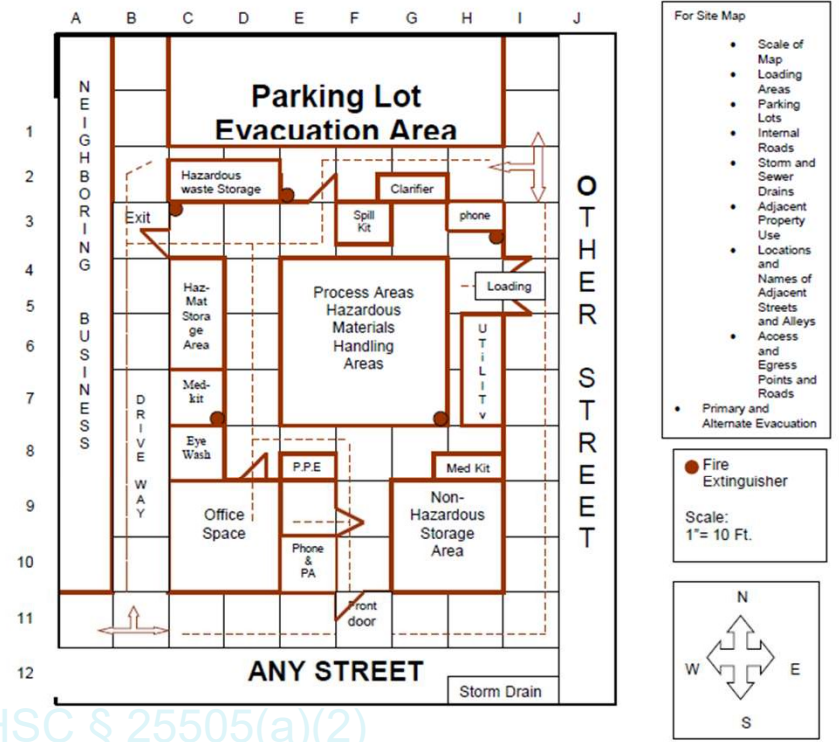 A B C D E F G H I J
1
2
3
4
5
6
7
8
9
10
11
12
NEIGHBORING BUSINESS
Parking Lot
Evacuation Area
Hazardous
waste Storage
Clarifier
Exit
Spill
Kit
phone
Haz-
Mat
Stora
ge
Area
Process Areas
Hazardous
Materials
Handling
Areas
Loading
UTiLITy
Med-
kit
DRIVE WAY
Eye
Wash
P.P.E
Med Kit
Office
Space
Non-
Hazardous
Storage
Area
Phone
&
PA
Front
door
OTHER STREET
ANY STREET
Storm Drain
HSC § 25505(a)(2)
For Site Map
• Scale of
Map
• Loading
Areas
• Parking
Lots
• Internal
Roads
• Storm and
Sewer
Drains
• Adjacent
Property
Use
• Locations
and
Names of
Adjacent
Streets
and Alleys
• Access
and
Egress
Points and
Roads
• Primary and
Alternate Evacuation
Fire
Extinguisher
Scale:
1"= 10 Ft.
N
W E
S